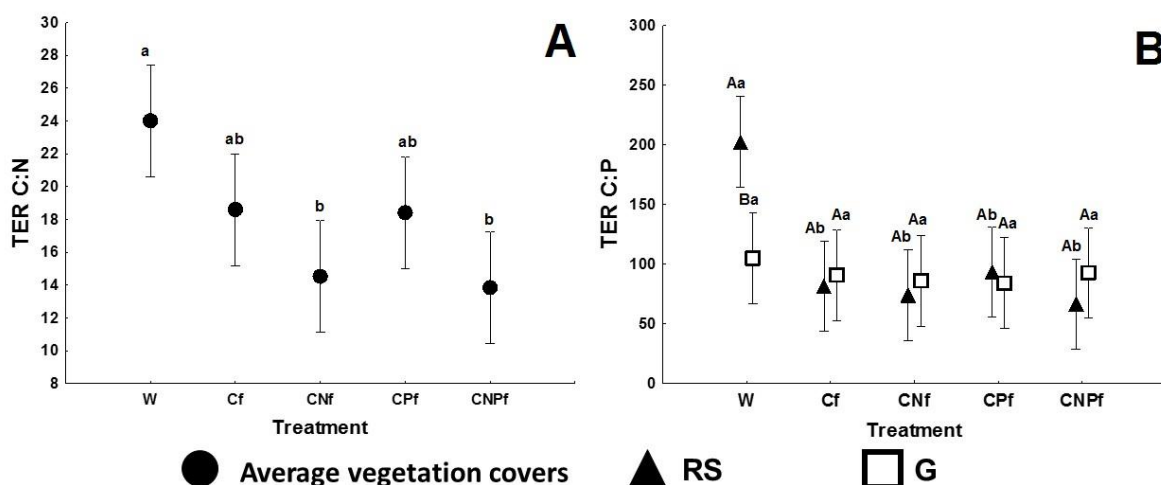 A
TER C:N
30
28
26
24
22
20
18
16
14
12
10
8
a
ab
b
ab
b
W Cf CNf CPf CNPf
Treatment
B
TER C:P
300
250
200
150
100
50
0
Aa
Ba
Ab Aa
Ab Aa
Ab Aa
Ab Aa
W Cf CNf CPf CNPf
Treatment
Average vegetation covers RS G